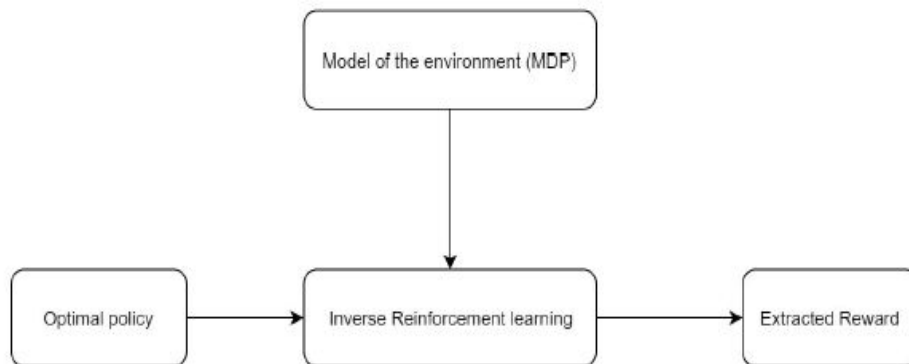 Model of the environment (MDP)
Optimal policy
Inverse Reinforcement learning
Extracted Reward